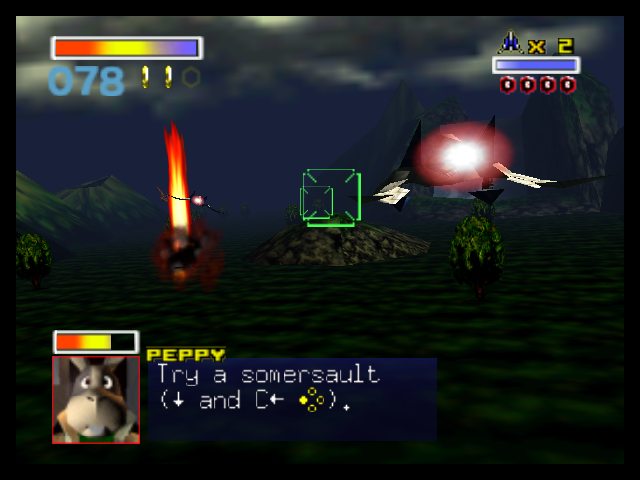 078
x 2
PEPPY
Try a somersault
(↓ and C←).